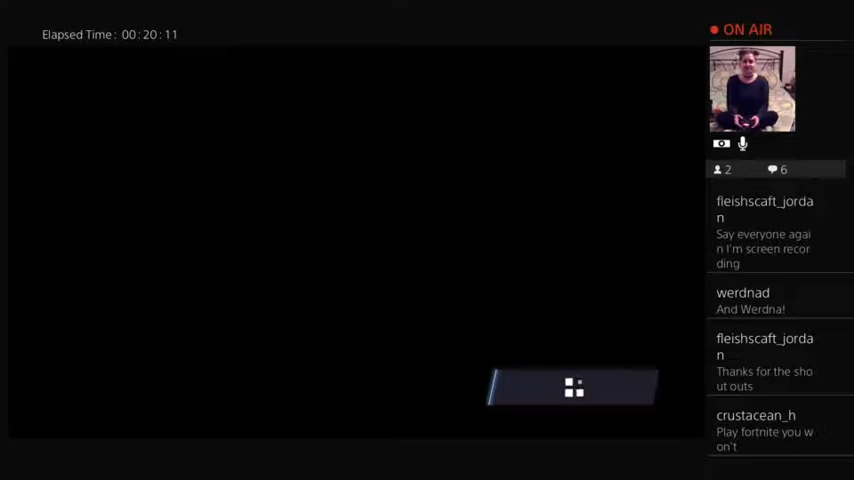 Elapsed Time: 00:20:11
ON AIR
2
6
fleishscaft_jorda
n
Say everyone agai
n I'm screen recor
ding
werdnad
And Werdna!
fleishscaft_jorda
n
Thanks for the sho
ut outs
crustacean_h
Play fortnite you w
on't